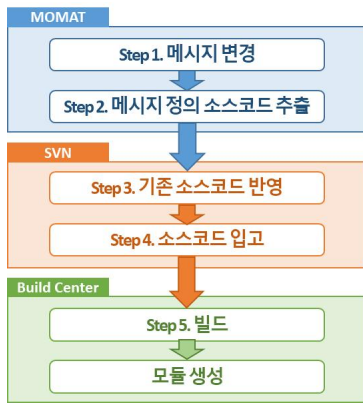 MOMAT
Step 1. 메시지 변경
Step 2. 메시지 정의 소스코드 추출
SVN
Step 3. 기존 소스코드 반영
Step 4. 소스코드 입고
Build Center
Step 5. 빌드
모듈 생성